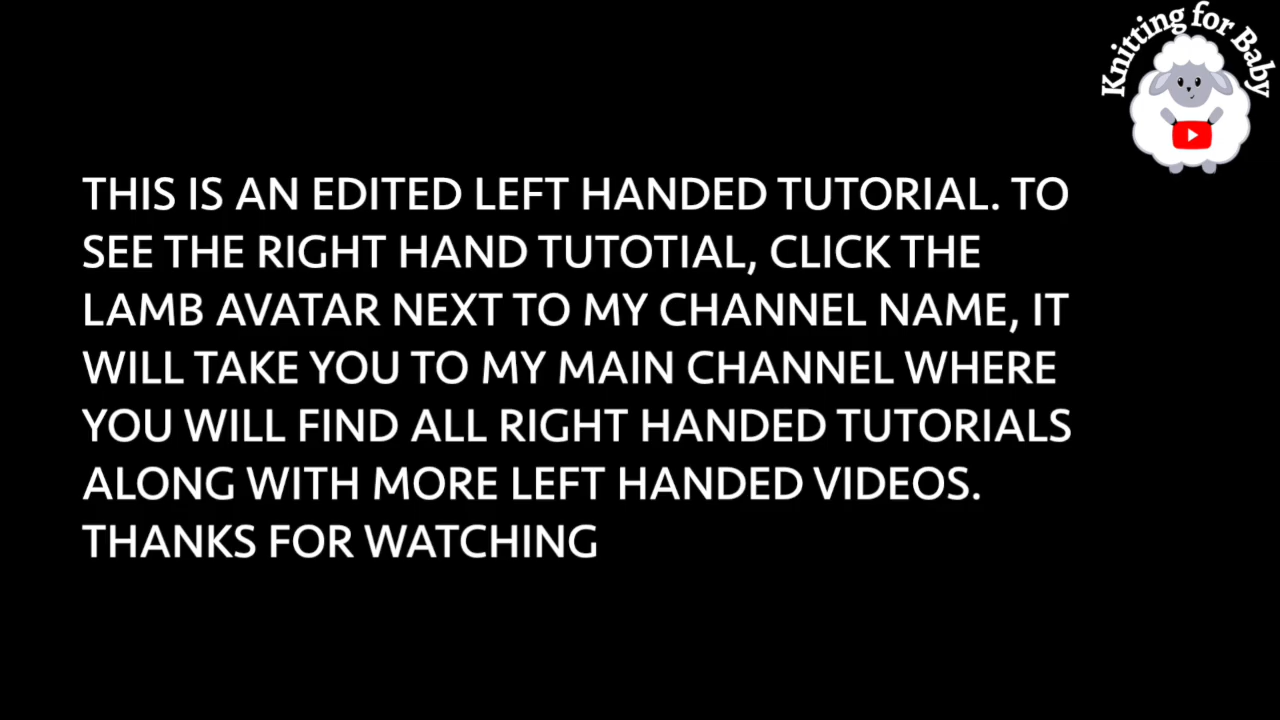 Knitting for Baby
THIS IS AN EDITED LEFT HANDED TUTORIAL. TO
SEE THE RIGHT HAND TUTOTIAL, CLICK THE
LAMB AVATAR NEXT TO MY CHANNEL NAME, IT
WILL TAKE YOU TO MY MAIN CHANNEL WHERE
YOU WILL FIND ALL RIGHT HANDED TUTORIALS
ALONG WITH MORE LEFT HANDED VIDEOS.
THANKS FOR WATCHING